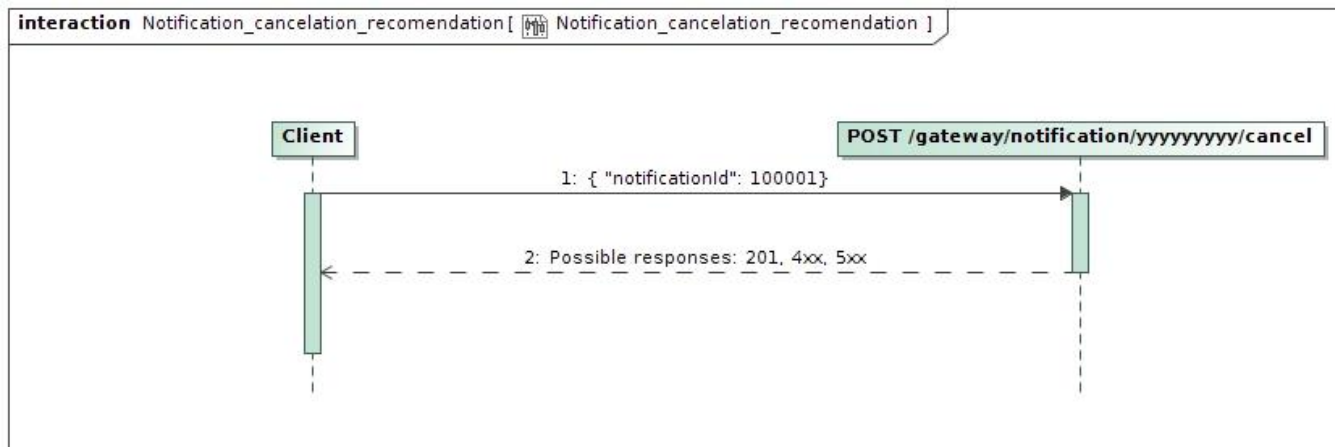 interaction Notification_cancelation_recomendation [ Notification_cancelation_recomendation ]
Client
POST /gateway/notification/yyyyyyyyy/cancel
1: { "notificationId": 100001}
2: Possible responses: 201, 4xx, 5xx